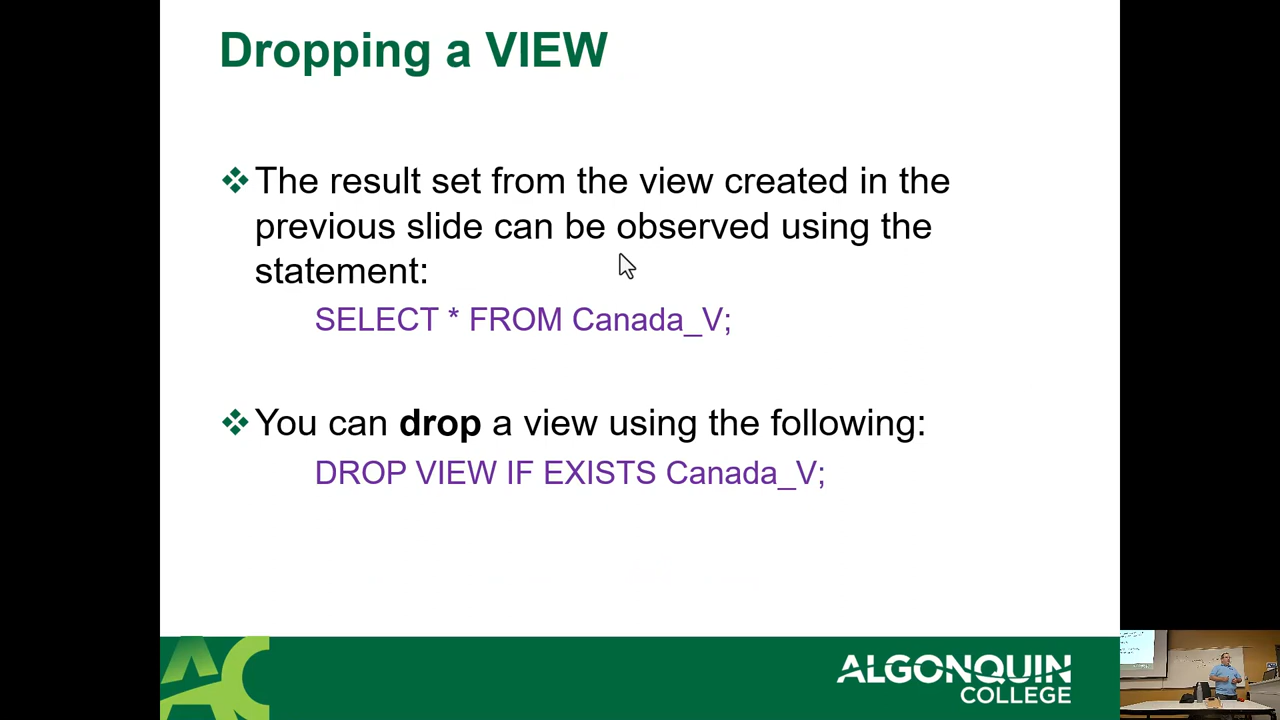 Dropping a VIEW
The result set from the view created in the
previous slide can be observed using the
statement:
SELECT * FROM Canada_V;
You can drop a view using the following:
DROP VIEW IF EXISTS Canada_V;
AC
ALGONQUIN
COLLEGE